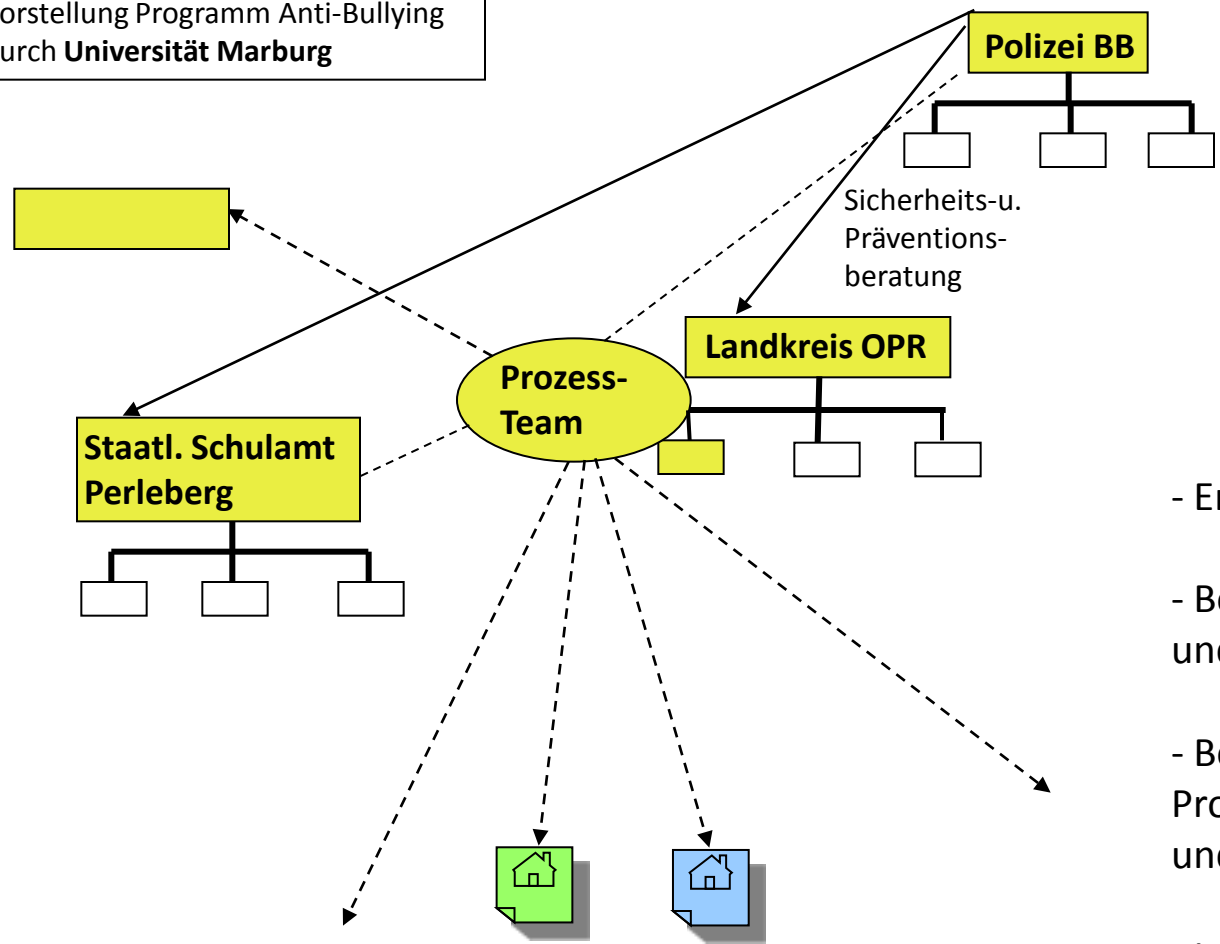 urch Universität Marburg
orstellung Programm Anti-Bullying
Polizei BB
Sicherheits-u.
Präventions-
beratung
Landkreis OPR
Prozess-
Team
Staatl. Schulamt
Perleberg